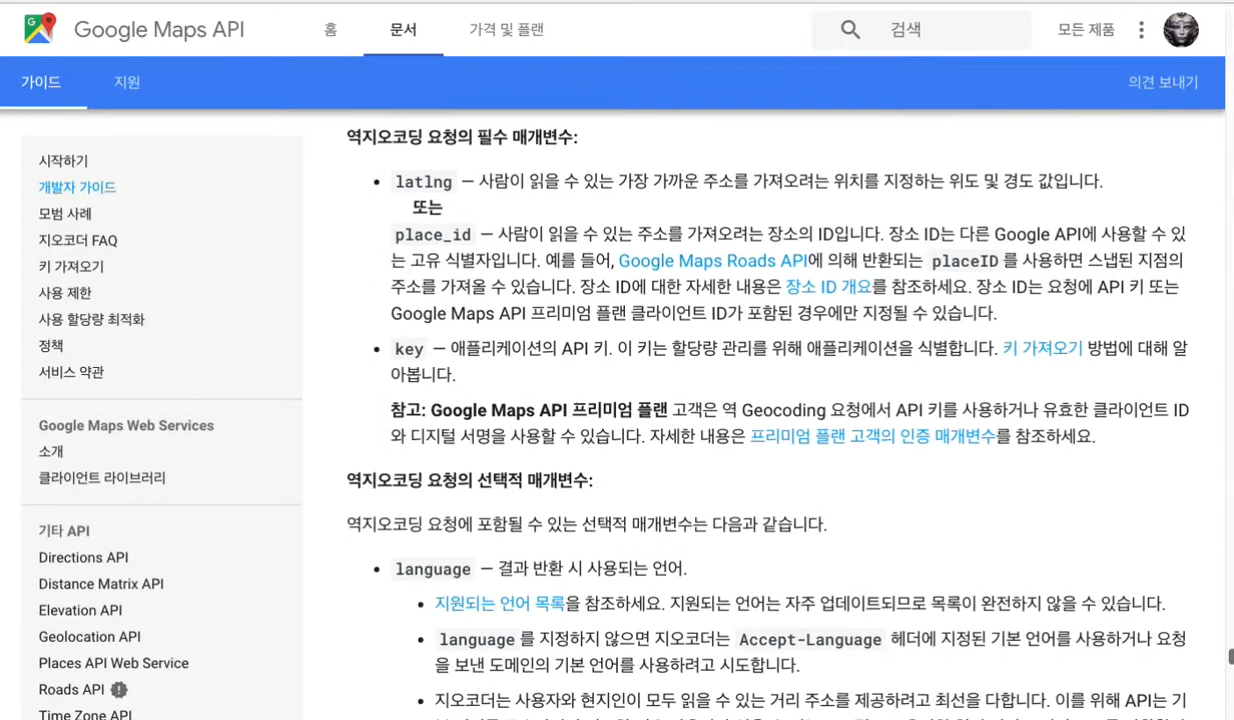 Google Maps API
홈
문서
가격 및 플랜
검색
모든 제품
가이드
지원
의견 보내기
시작하기
개발자 가이드
모범 사례
지오코더 FAQ
키 가져오기
사용 제한
사용 할당량 최적화
정책
서비스 약관
Google Maps Web Services
소개
클라이언트 라이브러리
기타 API
Directions API
Distance Matrix API
Elevation API
Geolocation API
Places API Web Service
Roads API
Time Zone API
역지오코딩 요청의 필수 매개변수:
• latlng — 사람이 읽을 수 있는 가장 가까운 주소를 가져오려는 위치를 지정하는 위도 및 경도 값입니다.
또는
place_id — 사람이 읽을 수 있는 주소를 가져오려는 장소의 ID입니다. 장소 ID는 다른 Google API에 사용할 수 있
는 고유 식별자입니다. 예를 들어, Google Maps Roads API에 의해 반환되는 placeID 를 사용하면 스냅된 지점의
주소를 가져올 수 있습니다. 장소 ID에 대한 자세한 내용은 장소 ID 개요를 참조하세요. 장소 ID는 요청에 API 키 또는
Google Maps API 프리미엄 플랜 클라이언트 ID가 포함된 경우에만 지정될 수 있습니다.
• key — 애플리케이션의 API 키. 이 키는 할당량 관리를 위해 애플리케이션을 식별합니다. 키 가져오기 방법에 대해 알
아봅니다.
참고: Google Maps API 프리미엄 플랜 고객은 역 Geocoding 요청에서 API 키를 사용하거나 유효한 클라이언트 ID
와 디지털 서명을 사용할 수 있습니다. 자세한 내용은 프리미엄 플랜 고객의 인증 매개변수를 참조하세요.
역지오코딩 요청의 선택적 매개변수:
역지오코딩 요청에 포함될 수 있는 선택적 매개변수는 다음과 같습니다.
• language — 결과 반환 시 사용되는 언어.
• 지원되는 언어 목록을 참조하세요. 지원되는 언어는 자주 업데이트되므로 목록이 완전하지 않을 수 있습니다.
• language 를 지정하지 않으면 지오코더는 Accept-Language 헤더에 지정된 기본 언어를 사용하거나 요청
을 보낸 도메인의 기본 언어를 사용하려고 시도합니다.
• 지오코더는 사용자와 현지인이 모두 읽을 수 있는 거리 주소를 제공하려고 최선을 다합니다. 이를 위해 API는 기